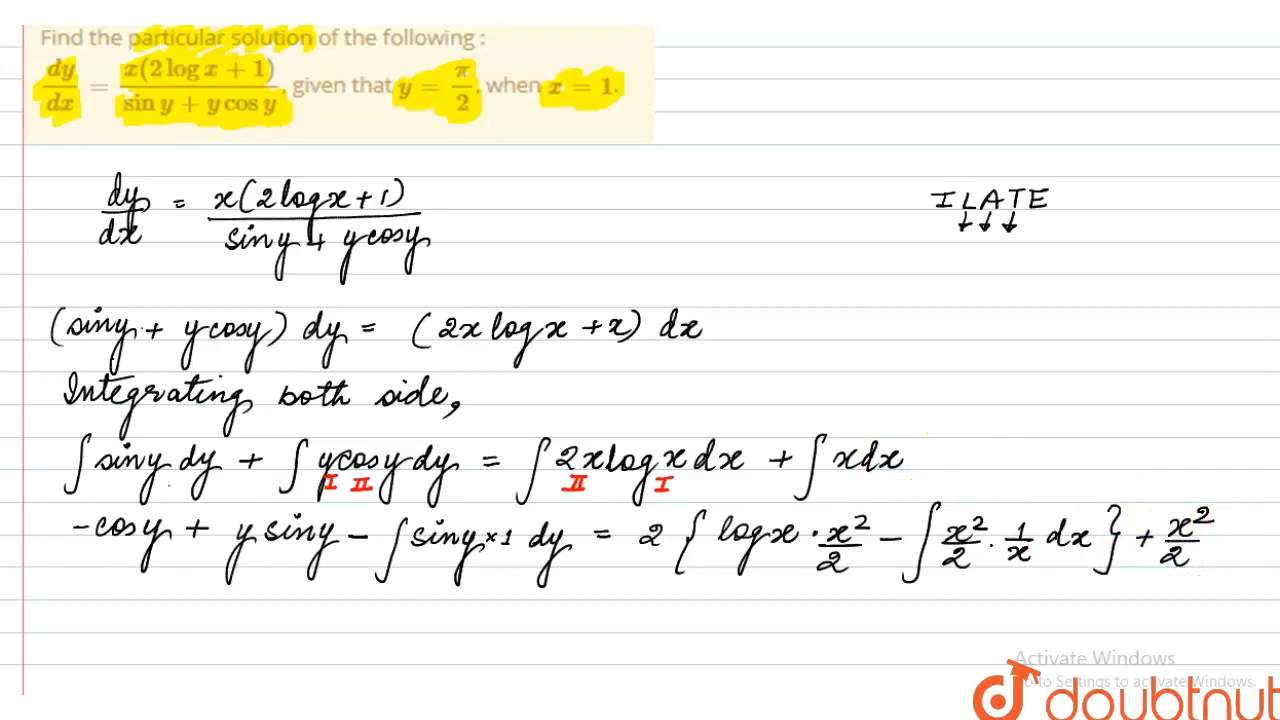 Find the particular solution of the following :
dy/dx = x(2 log x + 1)/(sin y + y cos y), given that y = π/2, when x = 1.
dy/dx = x(2logx + 1)/(siny + ycosy)
ILATE
(siny + ycosy) dy = (2x logx + x) dx
Integrating both side,
∫ siny dy + ∫ ycosy dy = ∫ 2xlogx dx + ∫ xdx
I II II I
-cosy + y siny - ∫ siny × 1 dy = 2 { logx · x²/2 - ∫ x²/2 · 1/x dx } + x²/2
Activate Windows
o to Settings to activate Windows.
doubtnut